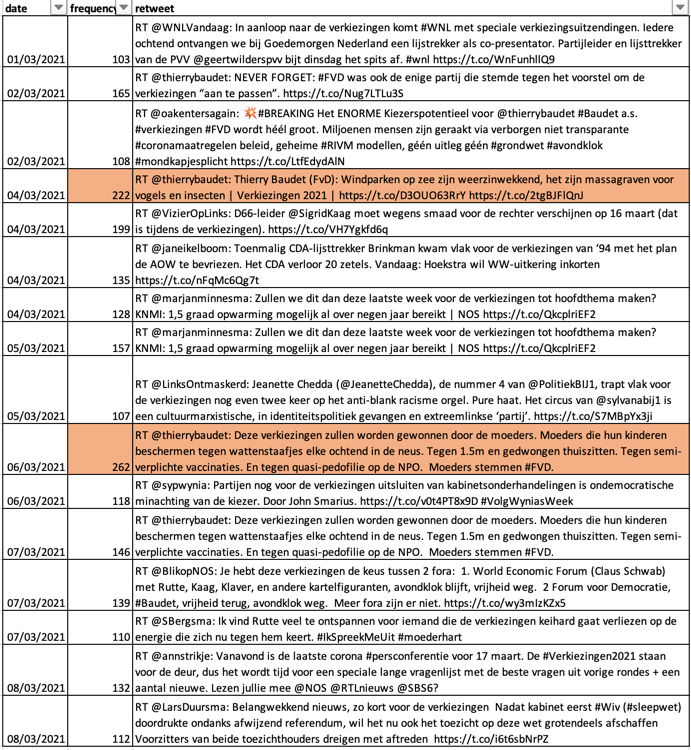 date frequency retweet
RT @WNLVandaag: In aanloop naar de verkiezingen komt #WNL met speciale verkiezingsuitzendingen. Iedere
ochtend ontvangen we bij Goedemorgen Nederland een lijstrekker als co-presentator. Partijleider en lijsttrekker
01/03/2021 103 van de PVV @geertwilderspvv bijt dinsdag het spits af. #wnl https://t.co/WnFunhllQ9
RT @thierrybaudet: NEVER FORGET: #FVD was ook de enige partij die stemde tegen het voorstel om de
02/03/2021 165 verkiezingen “aan te passen”. https://t.co/Nug7LTLu3S
RT @oakentersagain: 💥#BREAKING Het ENORME Kiezerspotentieel voor @thierrybaudet #Baudet a.s.
#verkiezingen #FVD wordt héél groot. Miljoenen mensen zijn geraakt via verborgen niet transparante
#coronamaatregelen beleid, geheime #RIVM modellen, géén uitleg géén #grondwet #avondklok
02/03/2021 108 #mondkapjesplicht https://t.co/LtfEdydAlN
RT @thierrybaudet: Thierry Baudet (FvD): Windparken op zee zijn weerzinwekkend, het zijn massagraven voor
04/03/2021 222 vogels en insecten | Verkiezingen 2021 | https://t.co/D3OUO63RrY https://t.co/2tgBJFlQnJ
RT @VizierOpLinks: D66-leider @SigridKaag moet wegens smaad voor de rechter verschijnen op 16 maart (dat
04/03/2021 199 is tijdens de verkiezingen). https://t.co/VH7Ygkfd6q
RT @janeikelboom: Toenmalig CDA-lijsttrekker Brinkman kwam vlak voor de verkiezingen van ‘94 met het plan
de AOW te bevriezen. Het CDA verloor 20 zetels. Vandaag: Hoekstra wil WW-uitkering inkorten
04/03/2021 135 https://t.co/nFqMc6Qg7t
RT @marjanminnesma: Zullen we dit dan deze laatste week voor de verkiezingen tot hoofdthema maken?
04/03/2021 128 KNMI: 1,5 graad opwarming mogelijk al over negen jaar bereikt | NOS https://t.co/QkcplriEF2
RT @marjanminnesma: Zullen we dit dan deze laatste week voor de verkiezingen tot hoofdthema maken?
05/03/2021 157 KNMI: 1,5 graad opwarming mogelijk al over negen jaar bereikt | NOS https://t.co/QkcplriEF2
RT @LinksOntmaskerd: Jeanette Chedda (@JeanetteChedda), de nummer 4 van @PolitiekBIJ1, trapt vlak voor
de verkiezingen nog even twee keer op het anti-blank racisme orgel. Pure haat. Het circus van @sylvanabij1 is
05/03/2021 107 een cultuurmarxistische, in identiteitspolitiek gevangen en extreemlinkse ‘partij’. https://t.co/S7MBpYx3ji
RT @thierrybaudet: Deze verkiezingen zullen worden gewonnen door de moeders. Moeders die hun kinderen
beschermen tegen wattenstaafjes elke ochtend in de neus. Tegen 1.5m en gedwongen thuiszitten. Tegen semi-
06/03/2021 262 verplichte vaccinaties. En tegen quasi-pedofilie op de NPO. Moeders stemmen #FVD.
RT @sypwynia: Partijen nog voor de verkiezingen uitsluiten van kabinetsonderhandelingen is ondemocratische
06/03/2021 118 minachting van de kiezer. Door John Smarius. https://t.co/v0t4PT8x9D #VolgWyniasWeek
RT @thierrybaudet: Deze verkiezingen zullen worden gewonnen door de moeders. Moeders die hun kinderen
beschermen tegen wattenstaafjes elke ochtend in de neus. Tegen 1.5m en gedwongen thuiszitten. Tegen semi-
07/03/2021 146 verplichte vaccinaties. En tegen quasi-pedofilie op de NPO. Moeders stemmen #FVD.
RT @BlikopNOS: Je hebt deze verkiezingen de keus tussen 2 fora: 1. World Economic Forum (Claus Schwab)
met Rutte, Kaag, Klaver, en andere kartelfiguranten, avondklok blijft, vrijheid weg. 2 Forum voor Democratie,
07/03/2021 139 #Baudet, vrijheid terug, avondklok weg. Meer fora zijn er niet. https://t.co/wy3mIzKZx5
RT @SBergsma: Ik vind Rutte veel te ontspannen voor iemand die de verkiezingen keihard gaat verliezen op de
07/03/2021 110 energie die zich nu tegen hem keert. #IkSpreekMeUit #moederhart
RT @annstrikje: Vanavond is de laatste corona #persconferentie voor 17 maart. De #Verkiezingen2021 staan
voor de deur, dus het wordt tijd voor een speciale lange vragenlijst met de beste vragen uit vorige rondes + een
08/03/2021 132 aantal nieuwe. Lezen jullie mee @NOS @RTLnieuws @SBS6?
RT @LarsDuursma: Belangwekkend nieuws, zo kort voor de verkiezingen Nadat kabinet eerst #Wiv (#sleepwet)
doordrukte ondanks afwijzend referendum, wil het nu ook het toezicht op deze wet grotendeels afschaffen
08/03/2021 112 Voorzitters van beide toezichthouders dreigen met aftreden https://t.co/i6t6sbNrPZ